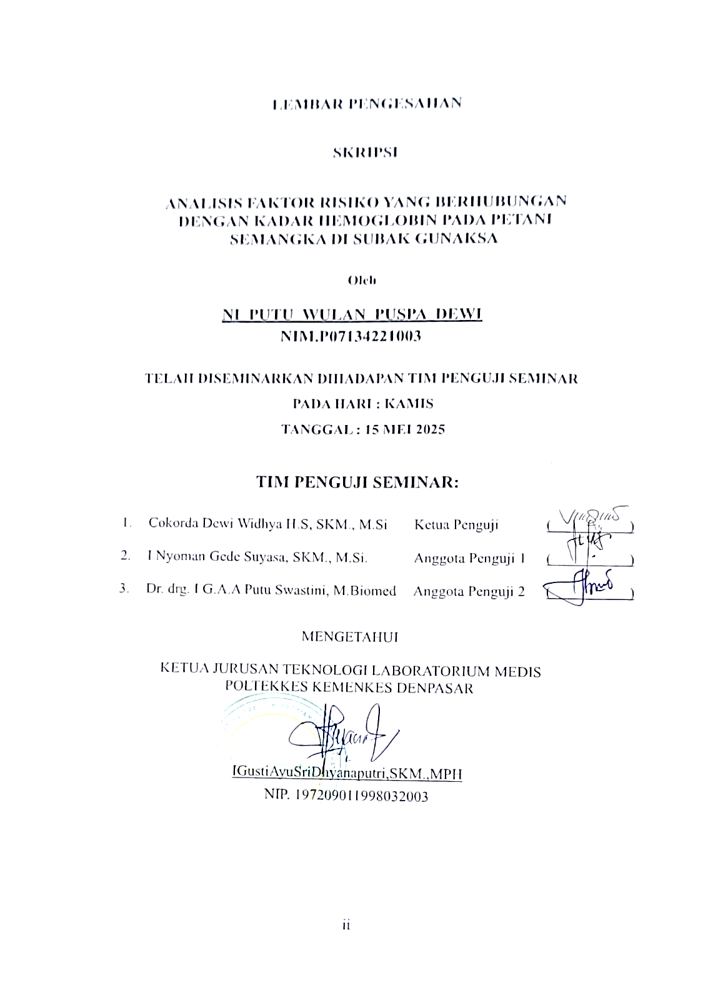 LEMBAR PENGESAHAN
SKRIPSI
ANALISIS FAKTOR RISIKO YANG BERHUBUNGAN
DENGAN KADAR HEMOGLOBIN PADA PETANI
SEMANGKA DI SUBAK GUNAKSA
Oleh
NI PUTU WULAN PUSPA DEWI
NIM.P07134221003
TELAH DISEMINARKAN DIHADAPAN TIM PENGUJI SEMINAR
PADA HARI : KAMIS
TANGGAL : 15 MEI 2025
TIM PENGUJI SEMINAR:
1. Cokorda Dewi Widhya H.S, SKM., M.Si Ketua Penguji ( )
2. I Nyoman Gede Suyasa, SKM., M.Si. Anggota Penguji 1 ( )
3. Dr. drg. I G.A.A Putu Swastini, M.Biomed Anggota Penguji 2 ( )
MENGETAHUI
KETUA JURUSAN TEKNOLOGI LABORATORIUM MEDIS
POLTEKKES KEMENKES DENPASAR
IGustiAyuSriDhyanaputri,SKM.,MPH
NIP. 197209011998032003
ii